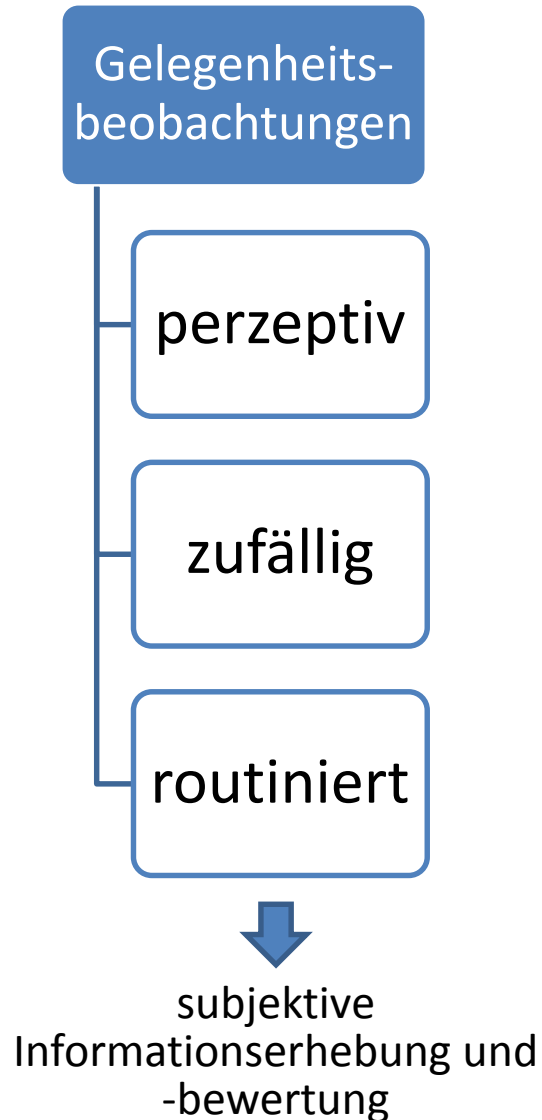 Gelegenheits-
beobachtungen
perzeptiv
zufällig
routiniert
subjektive
Informationserhebung und
-bewertung